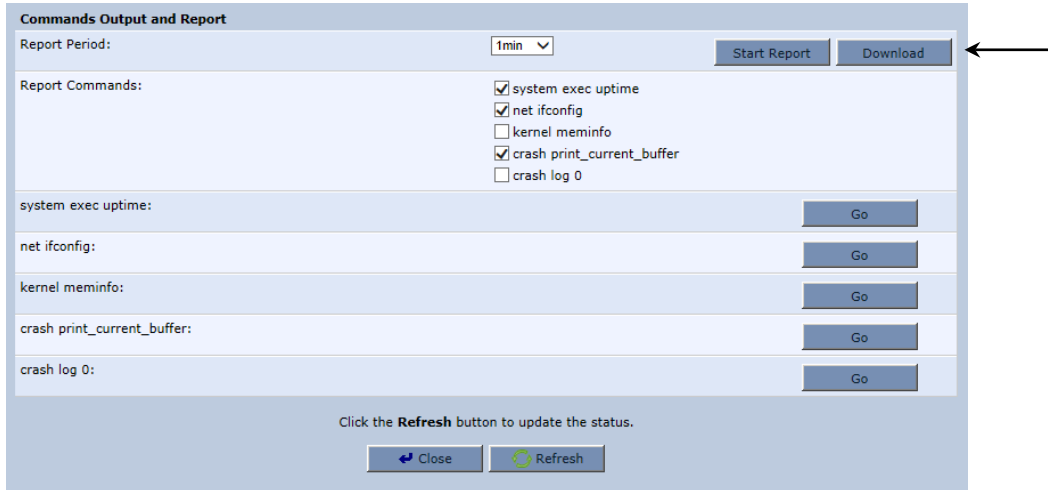 Commands Output and Report
Report Period: 1min Start Report Download
Report Commands: system exec uptime
net ifconfig
kernel meminfo
crash print_current_buffer
crash log 0
system exec uptime: Go
net ifconfig: Go
kernel meminfo: Go
crash print_current_buffer: Go
crash log 0: Go
Click the Refresh button to update the status.
Close Refresh